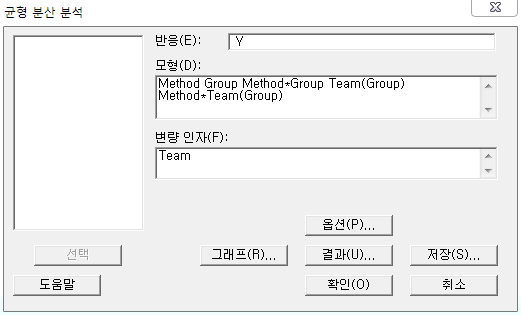 균형 분산 분석
반응(E): Y
모형(D):
Method Group Method*Group Team(Group)
Method*Team(Group)
변량 인자(F):
Team
옵션(P)...
선택 그래프(R)... 결과(U)... 저장(S)...
도움말 확인(O) 취소